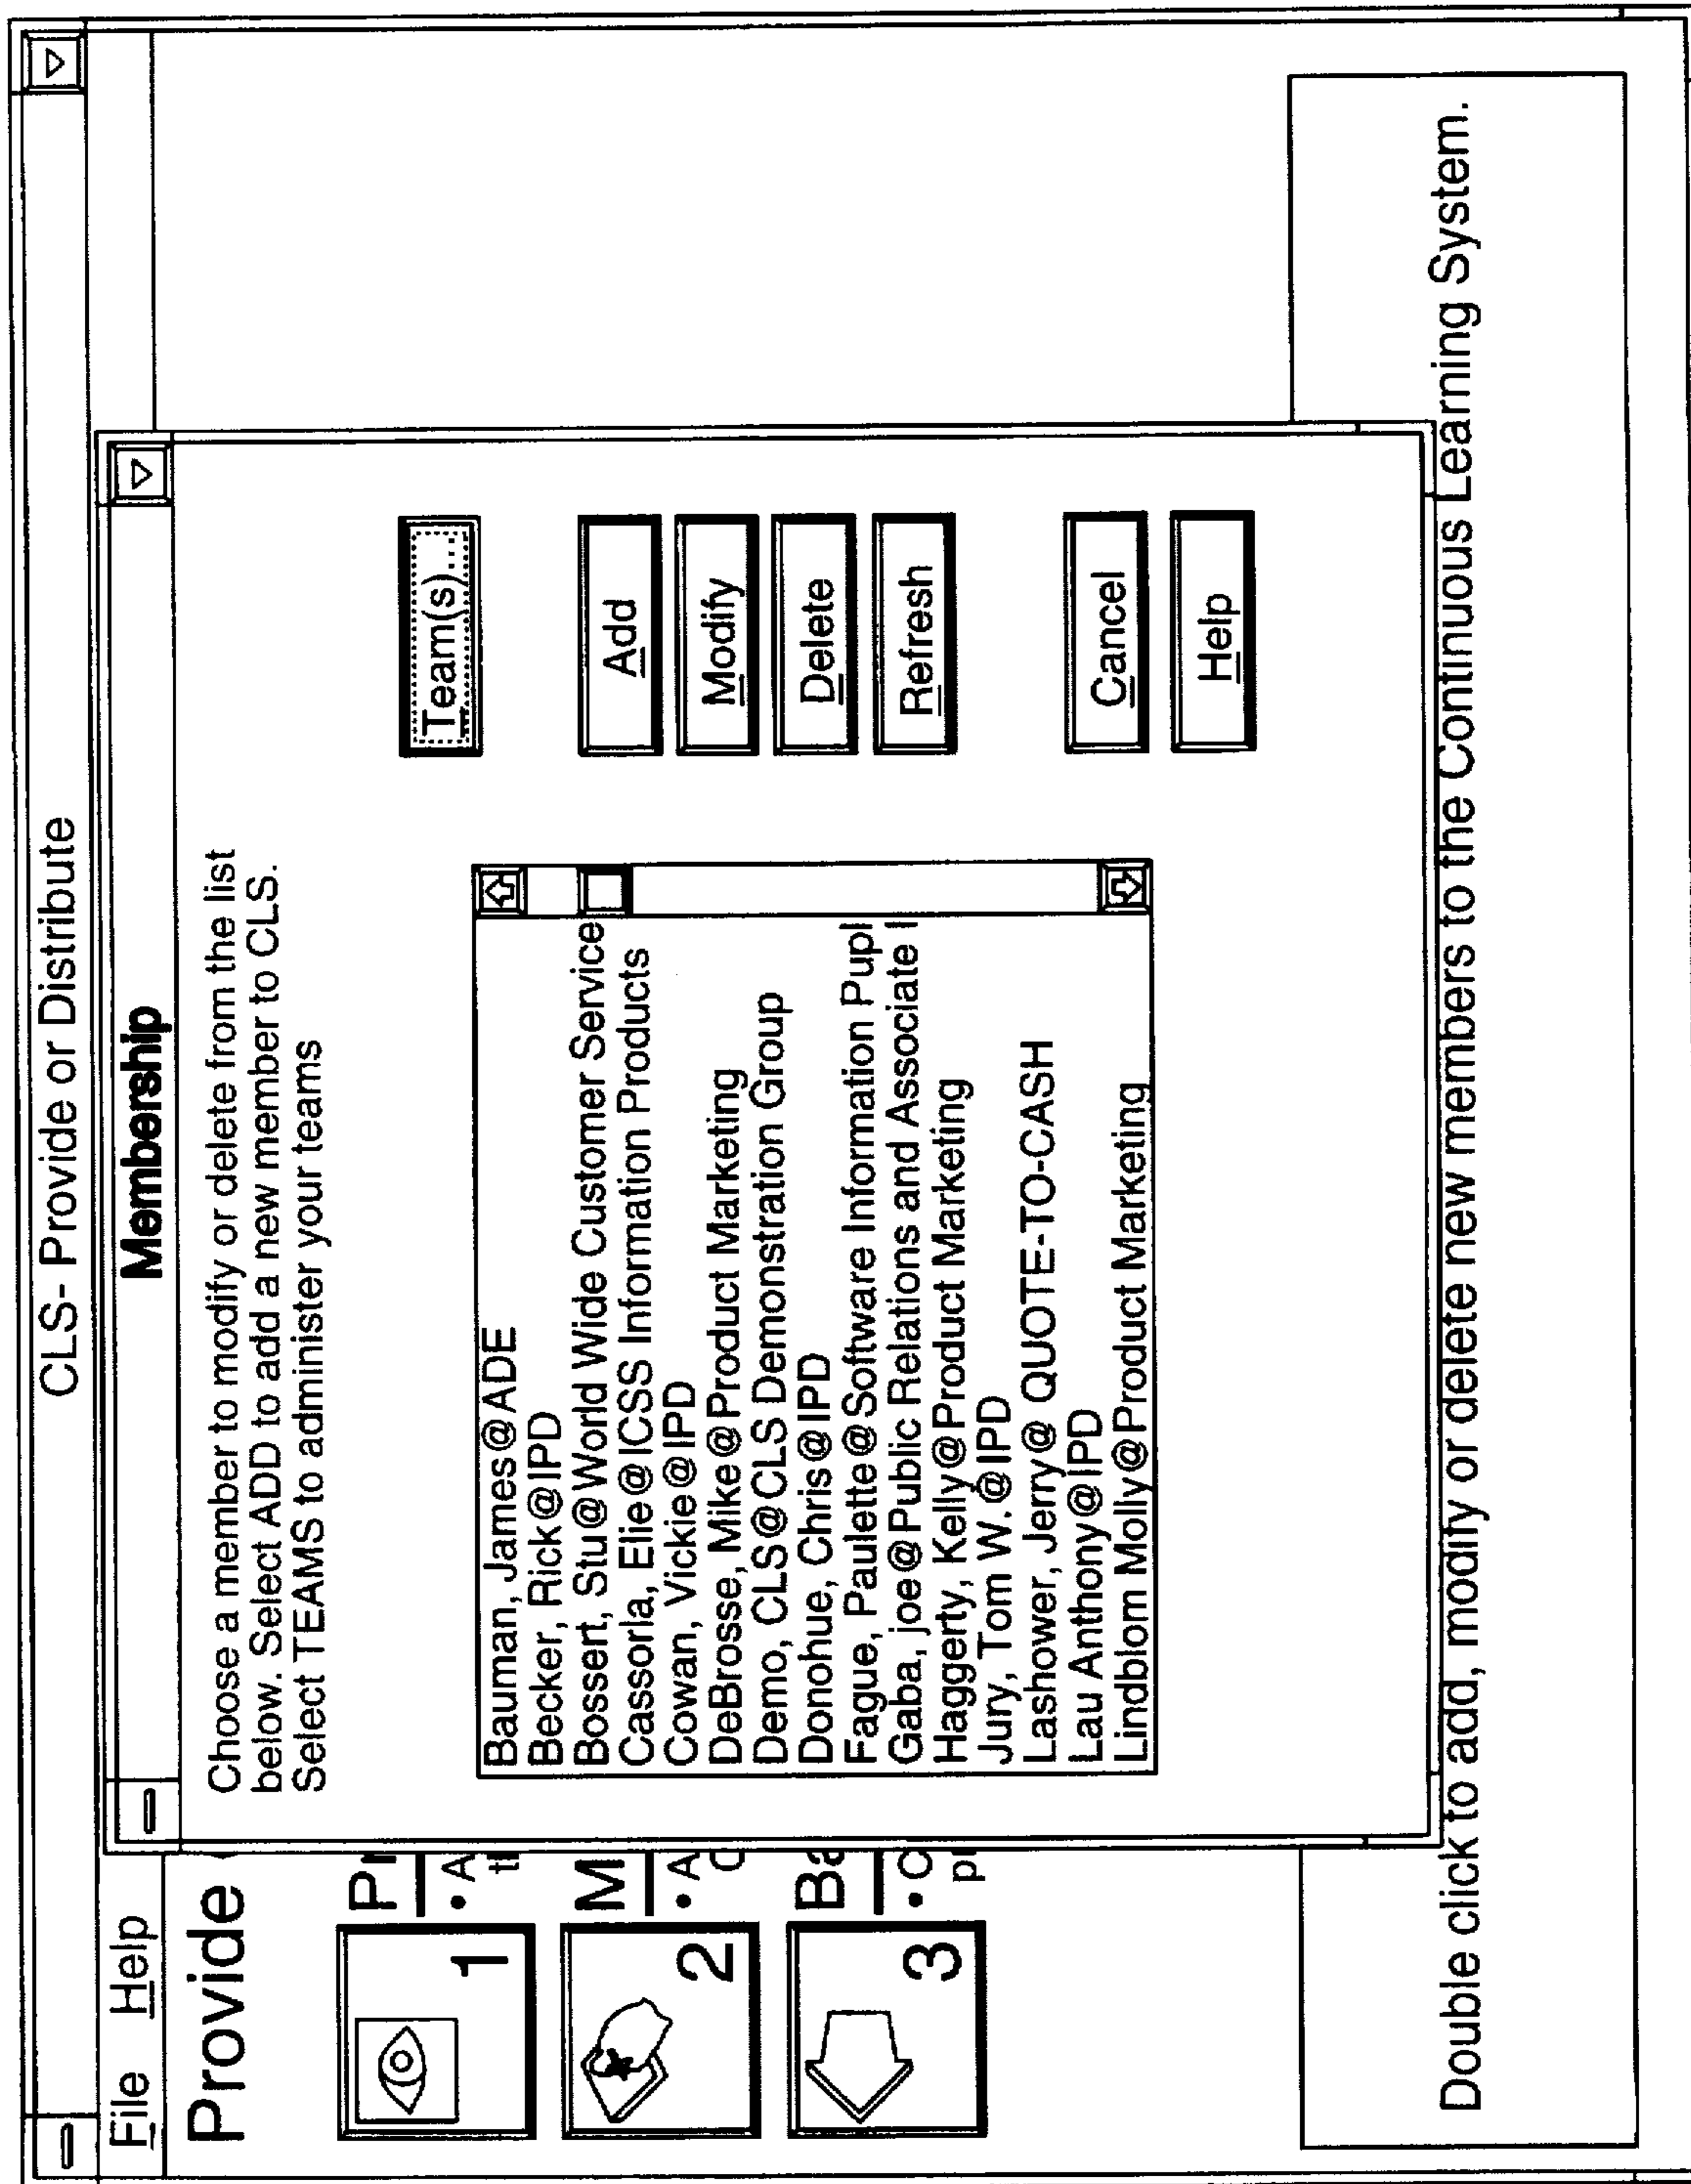 CLS- Provide or Distribute
File Help
Provide
Membership
Choose a member to modify or delete from the list
below. Select ADD to add a new member to CLS.
Select TEAMS to administer your teams
Team(s)...
Bauman, James@ADE
Becker, Rick@IPD
Bossert, Stu@World Wide Customer Service
Cassorla, Elie@ICSS Information Products
Cowan, Vickie@IPD
DeBrosse, Mike@Product Marketing
Demo, CLS@CLS Demonstration Group
Donohue, Chris@IPD
Fague, Paulette@Software Information Pupl
Gaba, joe@Public Relations and Associate I
Haggerty, Kelly@Product Marketing
Jury, Tom W.@IPD
Lashower, Jerry@ QUOTE-TO-CASH
Lau Anthony@IPD
Lindblom Molly@Product Marketing
Add
Modify
Delete
Refresh
Cancel
Help
1
• A
2
M
• A
3
Ba
• C
Double click to add, modify or delete new members to the Continuous Learning System.